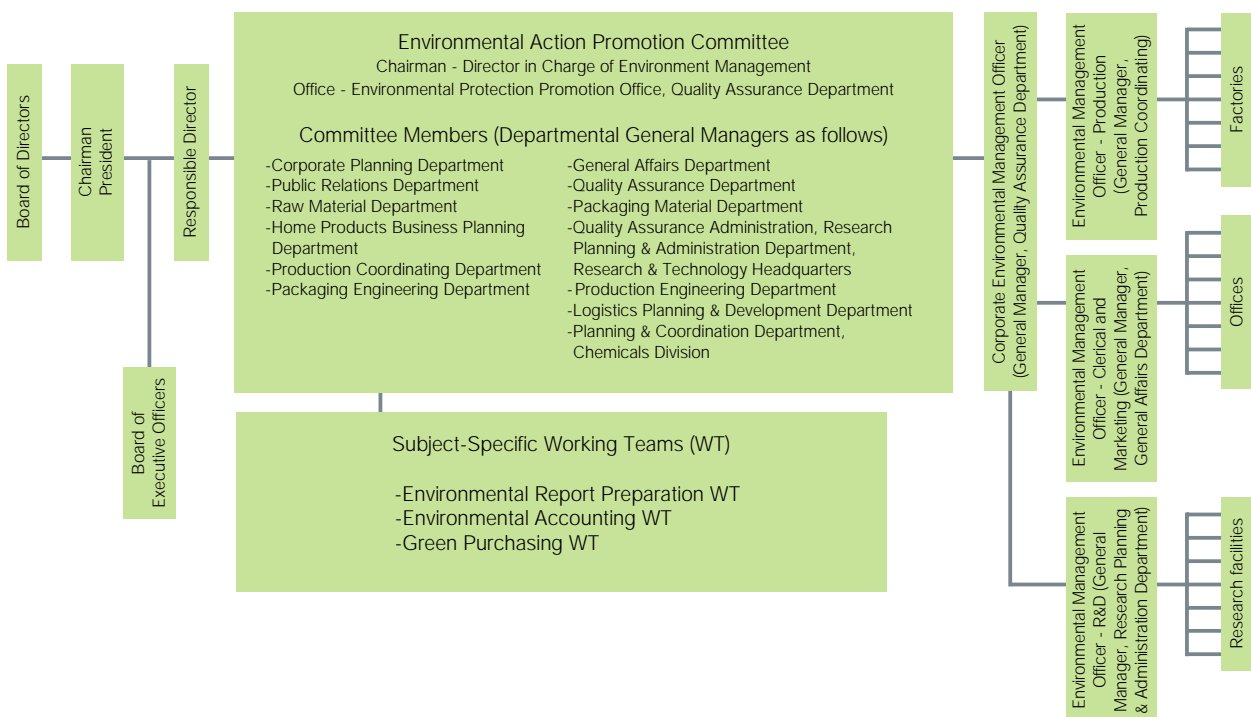 Board of Directors
Chairman
President
Board of
Executive Officers
Responsible Director
Environmental Action Promotion Committee
Chairman - Director in Charge of Environment Management
Office - Environmental Protection Promotion Office, Quality Assurance Department
Committee Members (Departmental General Managers as follows)
-Corporate Planning Department
-Public Relations Department
-Raw Material Department
-Home Products Business Planning
Department
-Production Coordinating Department
-Packaging Engineering Department
-General Affairs Department
-Quality Assurance Department
-Packaging Material Department
-Quality Assurance Administration, Research
Planning & Administration Department,
Research & Technology Headquarters
-Production Engineering Department
-Logistics Planning & Development Department
-Planning & Coordination Department,
Chemicals Division
Subject-Specific Working Teams (WT)
-Environmental Report Preparation WT
-Environmental Accounting WT
-Green Purchasing WT
Corporate Environmental Management Officer
(General Manager, Quality Assurance Department)
Environmental Management
Officer - Production
(General Manager,
Production Coordinating)
Factories
Environmental Management
Officer - Clerical and
Marketing (General Manager,
General Affairs Department)
Offices
Environmental Management
Officer - R&D (General
Manager, Research Planning
& Administration Department)
Research facilities